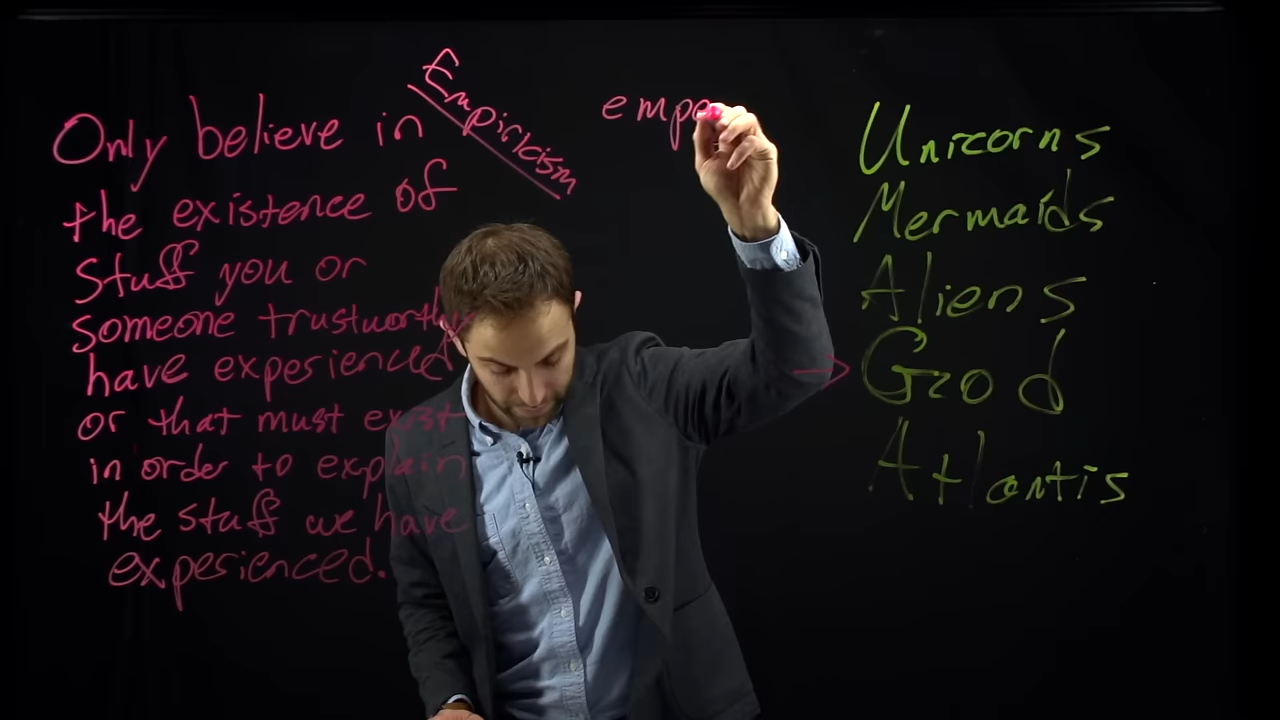 Only believe in
the existence of
Stuff you or
someone trustworthy
have experienced
or that must exist
in order to explain
the stuff we have
experienced.
Empiricism
empe
Unicorns
Mermaids
Aliens
God
Atlantis